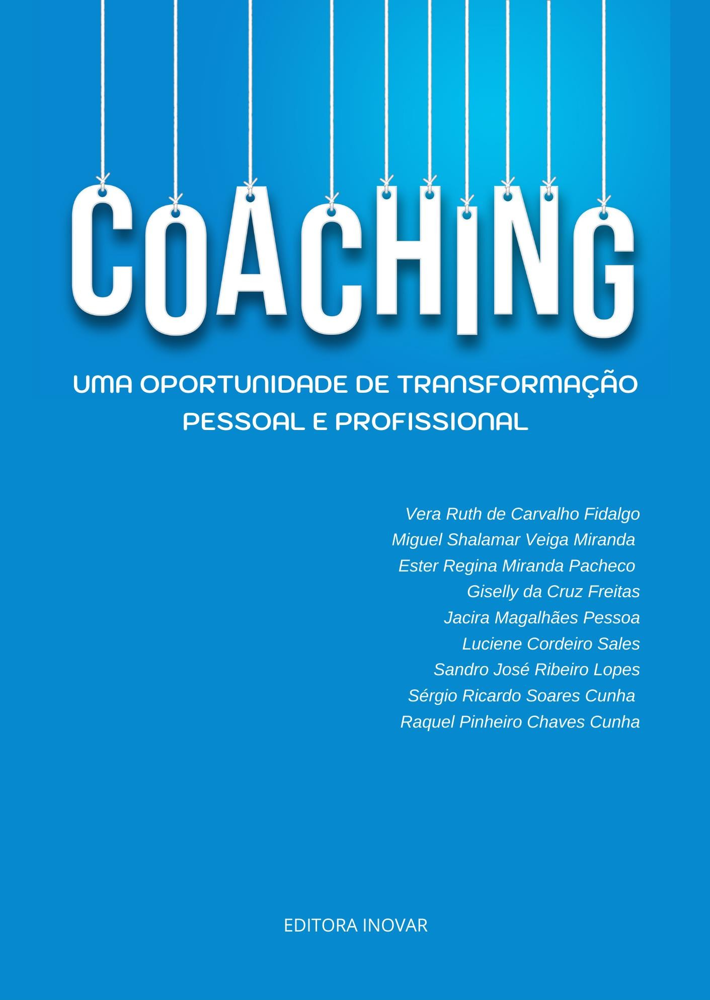 COACHING
UMA OPORTUNIDADE DE TRANSFORMAÇÃO
PESSOAL E PROFISSIONAL
Vera Ruth de Carvalho Fidalgo
Miguel Shalamar Veiga Miranda
Ester Regina Miranda Pacheco
Giselly da Cruz Freitas
Jacira Magalhães Pessoa
Luciene Cordeiro Sales
Sandro José Ribeiro Lopes
Sérgio Ricardo Soares Cunha
Raquel Pinheiro Chaves Cunha
EDITORA INOVAR